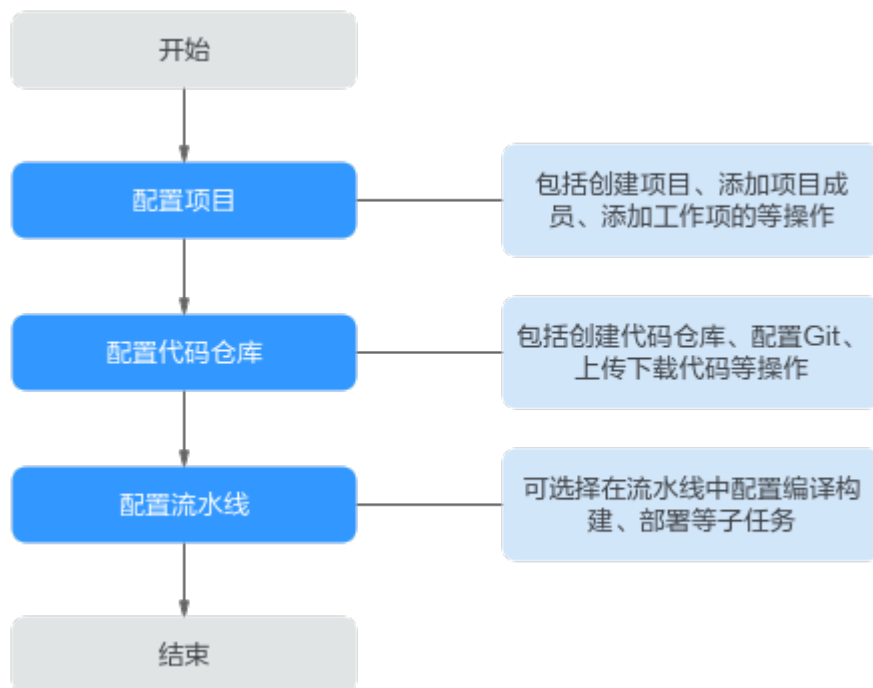 开始
配置项目
包括创建项目、添加项目成
员、添加工作项的等操作
配置代码仓库
包括创建代码仓库、配置Git、
上传下载代码等操作
配置流水线
可选择在流水线中配置编译构
建、部署等子任务
结束